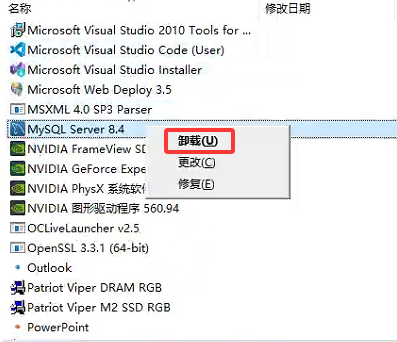 名称 修改日期
Microsoft Visual Studio 2010 Tools for ...
Microsoft Visual Studio Code (User)
Microsoft Visual Studio Installer
Microsoft Web Deploy 3.5
MSXML 4.0 SP3 Parser
MySQL Server 8.4
卸载(U)
NVIDIA FrameView SD
更改(C)
NVIDIA GeForce Expe
修复(E)
NVIDIA PhysX 系统软
NVIDIA 图形驱动程序 560.94
OCLiveLauncher v2.5
OpenSSL 3.3.1 (64-bit)
Outlook
Patriot Viper DRAM RGB
Patriot Viper M2 SSD RGB
PowerPoint